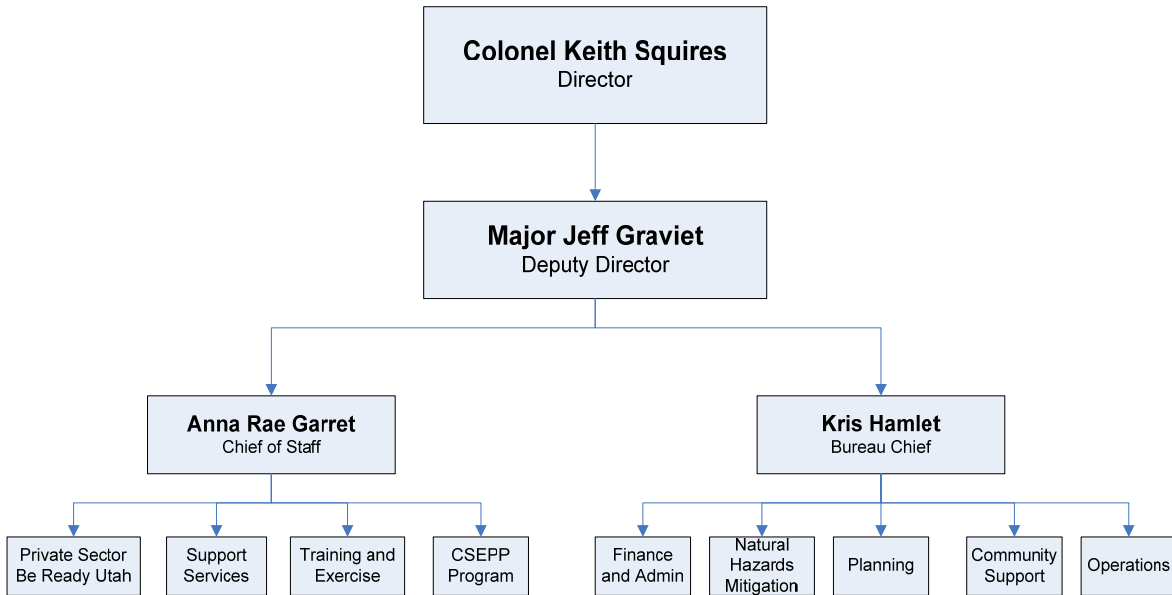 Colonel Keith Squires
Director
Major Jeff Graviet
Deputy Director
Anna Rae Garret
Chief of Staff
Kris Hamlet
Bureau Chief
Private Sector
Be Ready Utah
Support
Services
Training and
Exercise
CSEPP
Program
Finance
and Admin
Natural
Hazards
Mitigation
Planning
Community
Support
Operations